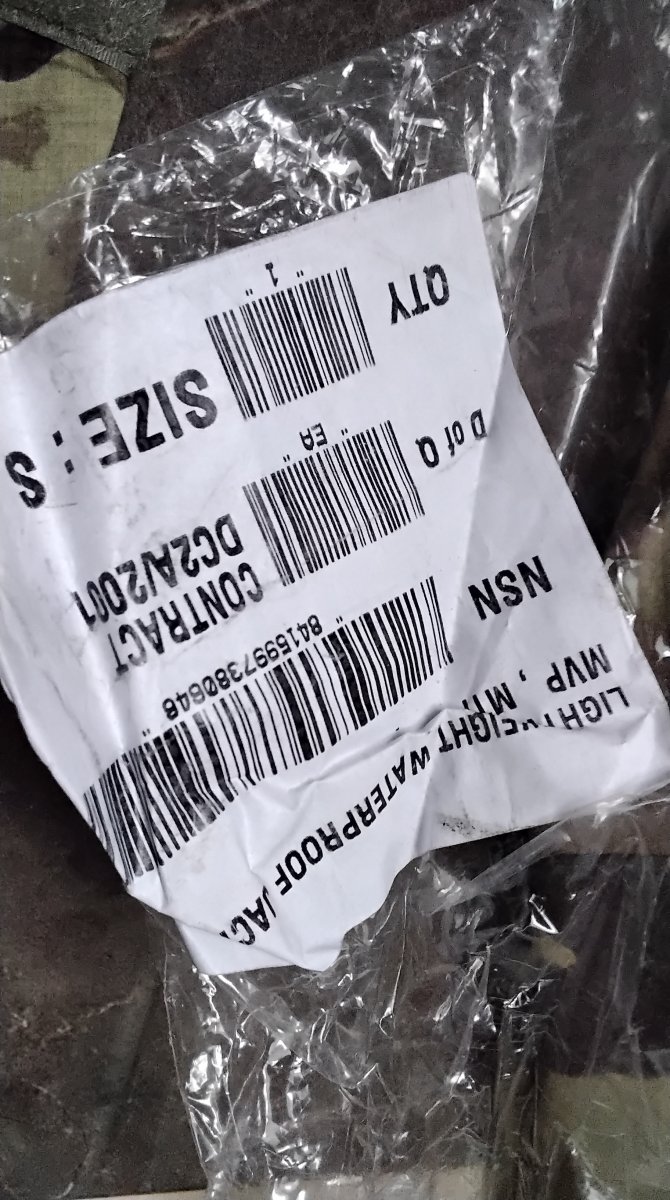 LIGHTWEIGHT WATERPROOF JAC
MVP ,
NSN
8415997380648
CONTRACT
DC2A/2001
D of Q
EA
SIZE : S
QTY
1